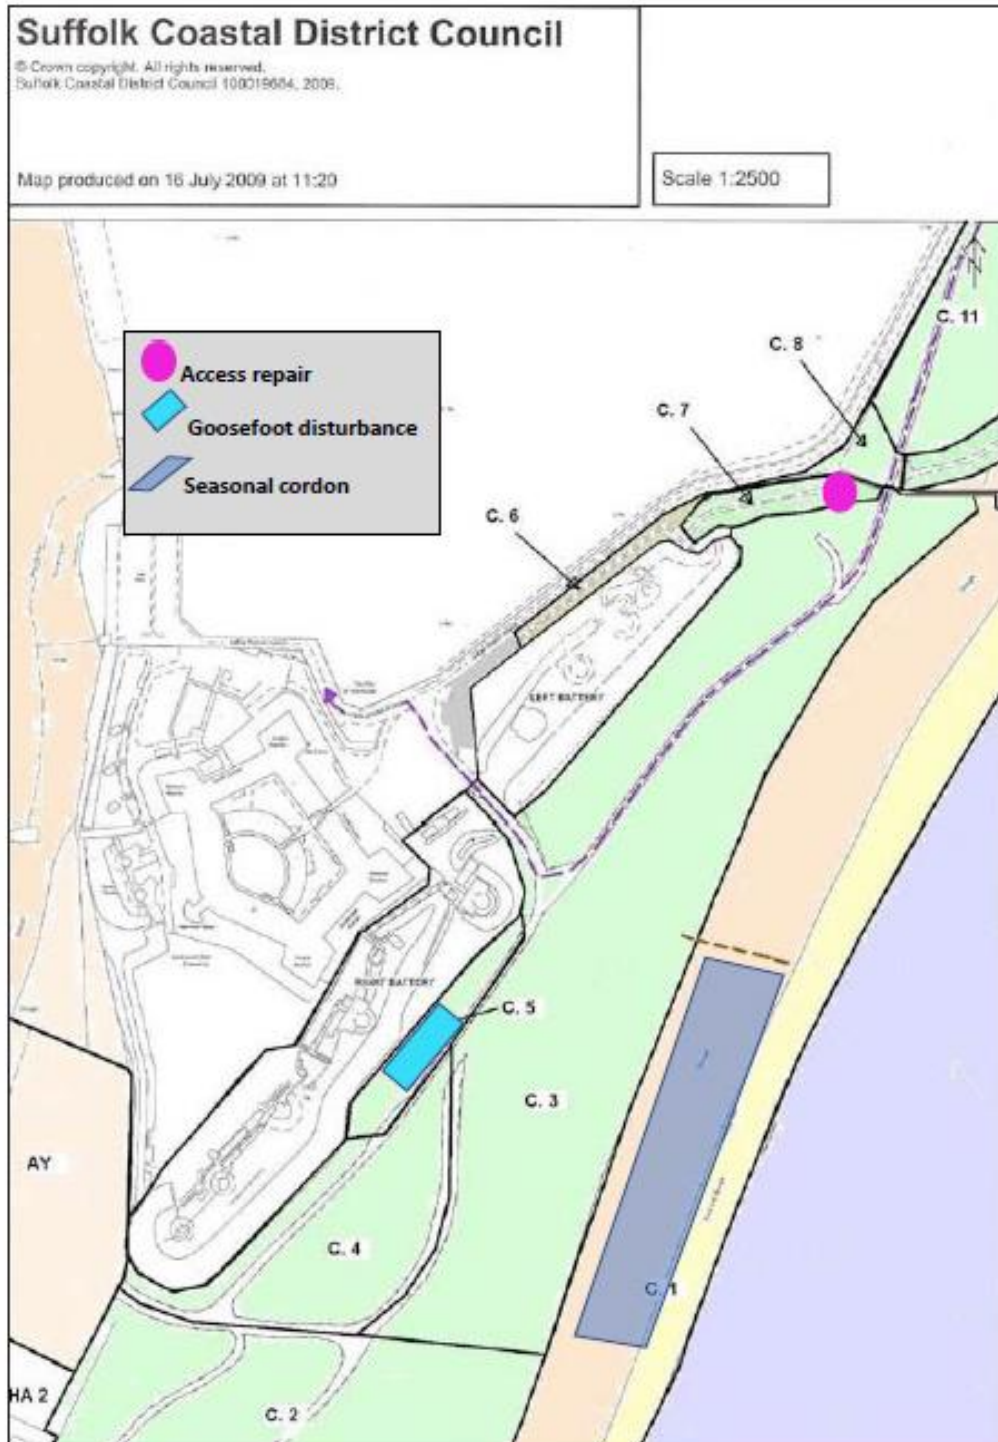 Suffolk Coastal District Council
© Crown copyright. All rights reserved.
Suffolk Coastal District Council 100019684, 2009.
Map produced on 16 July 2009 at 11:20
Scale 1:2500
N
C. 11
C. 8
Access repair
C. 7
Goosefoot disturbance
Seasonal cordon
C. 6
LEFT BATTERY
RIGHT BATTERY
C. 5
C. 3
AY
C. 4
C. 1
HA 2
C. 2